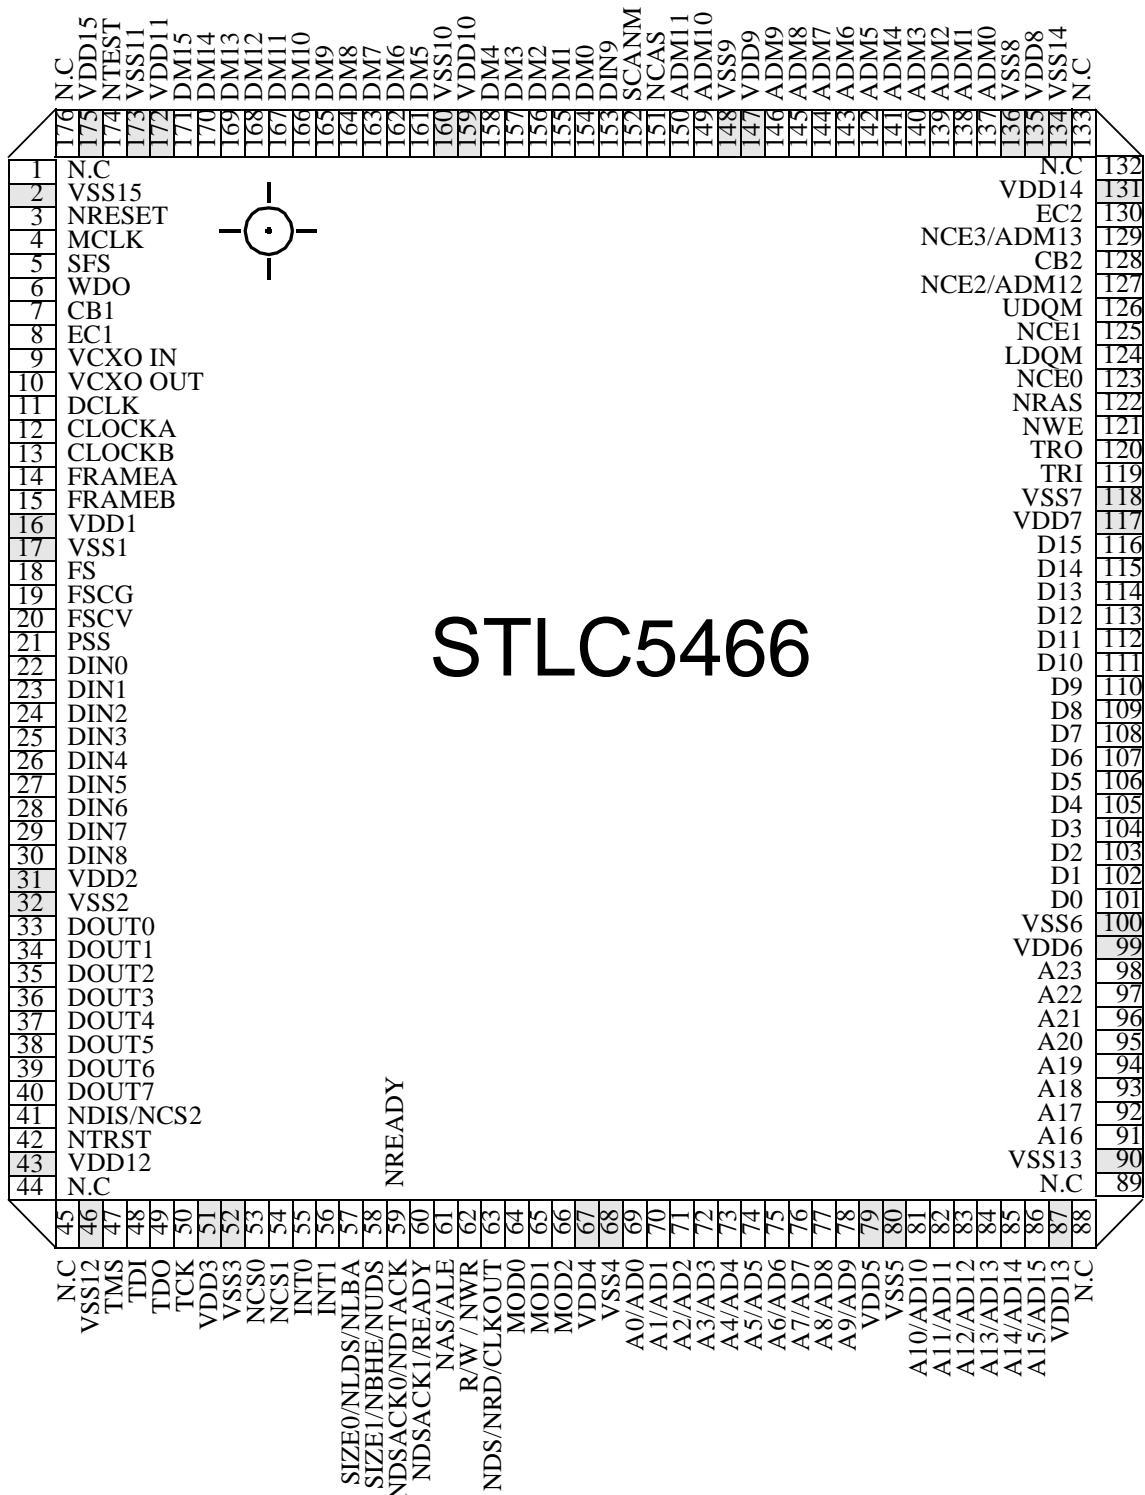 176 N.C
175 VDD15
174 NTEST
173 VSS11
172 VDD11
171 DM15
170 DM14
169 DM13
168 DM12
167 DM11
166 DM10
165 DM9
164 DM8
163 DM7
162 DM6
161 DM5
160 VSS10
159 VDD10
158 DM4
157 DM3
156 DM2
155 DM1
154 DM0
153 DIN9
152 SCANM
151 NCAS
150 ADM11
149 ADM10
148 VSS9
147 VDD9
146 ADM9
145 ADM8
144 ADM7
143 ADM6
142 ADM5
141 ADM4
140 ADM3
139 ADM2
138 ADM1
137 ADM0
136 VSS8
135 VDD8
134 VSS14
133 N.C
1 N.C
2 VSS15
3 NRESET
4 MCLK
5 SFS
6 WDO
7 CB1
8 EC1
9 VCXO IN
10 VCXO OUT
11 DCLK
12 CLOCKA
13 CLOCKB
14 FRAMEA
15 FRAMEB
16 VDD1
17 VSS1
18 FS
19 FSCG
20 FSCV
21 PSS
22 DIN0
23 DIN1
24 DIN2
25 DIN3
26 DIN4
27 DIN5
28 DIN6
29 DIN7
30 DIN8
31 VDD2
32 VSS2
33 DOUT0
34 DOUT1
35 DOUT2
36 DOUT3
37 DOUT4
38 DOUT5
39 DOUT6
40 DOUT7
41 NDIS/NCS2
42 NTRST
43 VDD12
44 N.C
STLC5466
N.C 132
VDD14 131
EC2 130
NCE3/ADM13 129
CB2 128
NCE2/ADM12 127
UDQM 126
NCE1 125
LDQM 124
NCE0 123
NRAS 122
NWE 121
TRO 120
TRI 119
VSS7 118
VDD7 117
D15 116
D14 115
D13 114
D12 113
D11 112
D10 111
D9 110
D8 109
D7 108
D6 107
D5 106
D4 105
D3 104
D2 103
D1 102
D0 101
VSS6 100
VDD6 99
A23 98
A22 97
A21 96
A20 95
A19 94
A18 93
A17 92
A16 91
VSS13 90
N.C 89
NREADY
45 N.C
46 VSS12
47 TMS
48 TDI
49 TDO
50 TCK
51 VDD3
52 VSS3
53 NCS0
54 NCS1
55 INT0
56 INT1
57 SIZE0/NLDS/NLBA
58 SIZE1/NBHE/NUDS
59 NDSACK0/NDTACK
60 NDSACK1/READY
61 NAS/ALE
62 R/W / NWR
63 NDS/NRD/CLKOUT
64 MOD0
65 MOD1
66 MOD2
67 VDD4
68 VSS4
69 A0/AD0
70 A1/AD1
71 A2/AD2
72 A3/AD3
73 A4/AD4
74 A5/AD5
75 A6/AD6
76 A7/AD7
77 A8/AD8
78 A9/AD9
79 VDD5
80 VSS5
81 A10/AD10
82 A11/AD11
83 A12/AD12
84 A13/AD13
85 A14/AD14
86 A15/AD15
87 VDD13
88 N.C